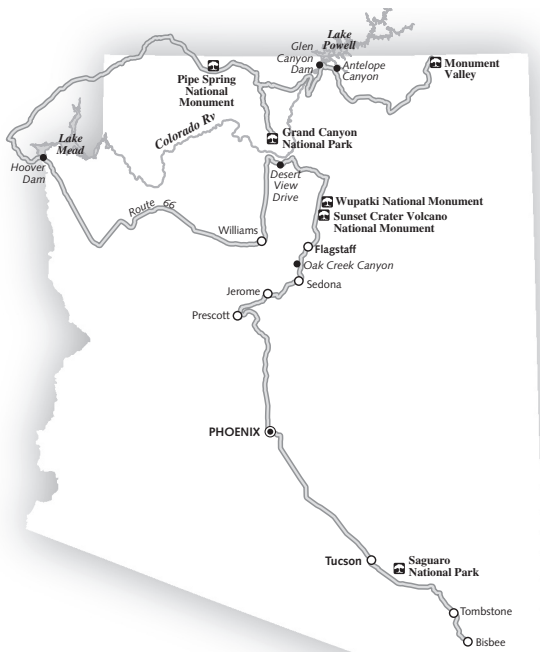 Lake
Powell
Glen
Canyon
Dam
Antelope
Canyon
Monument
Valley
Pipe Spring
National
Monument
Colorado Rv
Grand Canyon
National Park
Lake
Mead
Hoover
Dam
Desert
View
Drive
Route 66
Wupatki National Monument
Sunset Crater Volcano
National Monument
Williams
Flagstaff
Oak Creek Canyon
Sedona
Jerome
Prescott
PHOENIX
Tucson
Saguaro
National Park
Tombstone
Bisbee